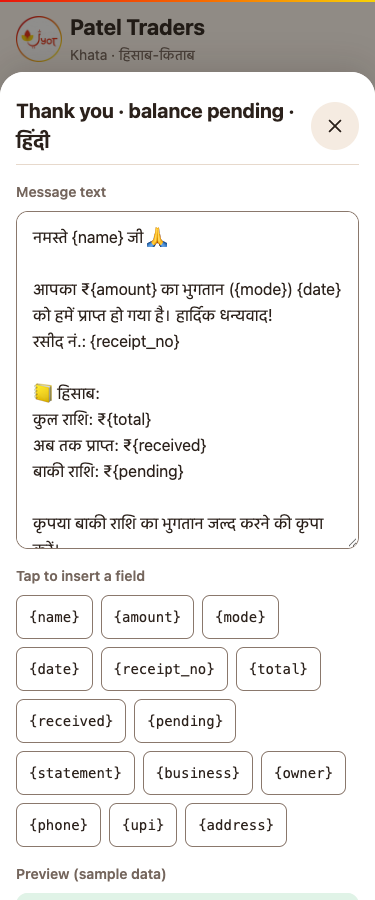 Jyot
Patel Traders
Khata · हिसाब-किताब
Thank you · balance pending ·
हिंदी
Message text
नमस्ते {name} जी 🙏
आपका ₹{amount} का भुगतान ({mode}) {date}
को हमें प्राप्त हो गया है। हार्दिक धन्यवाद!
रसीद नं.: {receipt_no}
📒 हिसाब:
कुल राशि: ₹{total}
अब तक प्राप्त: ₹{received}
बाकी राशि: ₹{pending}
कृपया बाकी राशि का भुगतान जल्द करने की कृपा
Tap to insert a field
{name} {amount} {mode}
{date} {receipt_no} {total}
{received} {pending}
{statement} {business} {owner}
{phone} {upi} {address}
Preview (sample data)